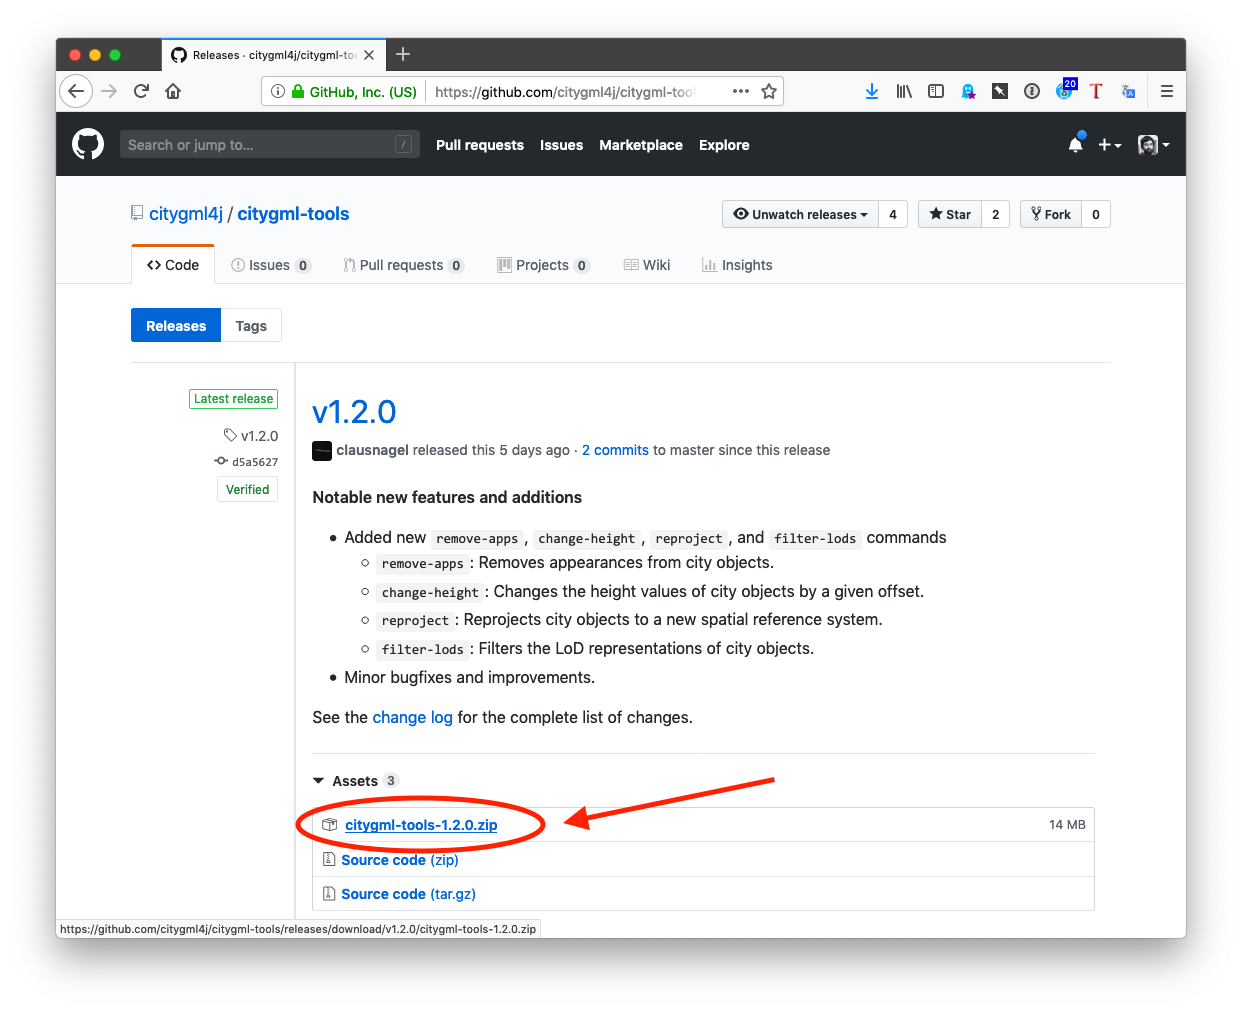 Releases · citygml4j/citygml-to
GitHub, Inc. (US) https://github.com/citygml4j/citygml-too
20
T
Search or jump to... /
Pull requests Issues Marketplace Explore
citygml4j / citygml-tools
Unwatch releases 4 Star 2 Fork 0
Code Issues 0 Pull requests 0 Projects 0 Wiki Insights
Releases Tags
Latest release
v1.2.0
d5a5627
Verified
v1.2.0
clausnagel released this 5 days ago · 2 commits to master since this release
Notable new features and additions
• Added new remove-apps, change-height, reproject, and filter-lods commands
○ remove-apps: Removes appearances from city objects.
○ change-height: Changes the height values of city objects by a given offset.
○ reproject: Reprojects city objects to a new spatial reference system.
○ filter-lods: Filters the LoD representations of city objects.
• Minor bugfixes and improvements.
See the change log for the complete list of changes.
Assets 3
citygml-tools-1.2.0.zip 14 MB
Source code (zip)
Source code (tar.gz)
https://github.com/citygml4j/citygml-tools/releases/download/v1.2.0/citygml-tools-1.2.0.zip